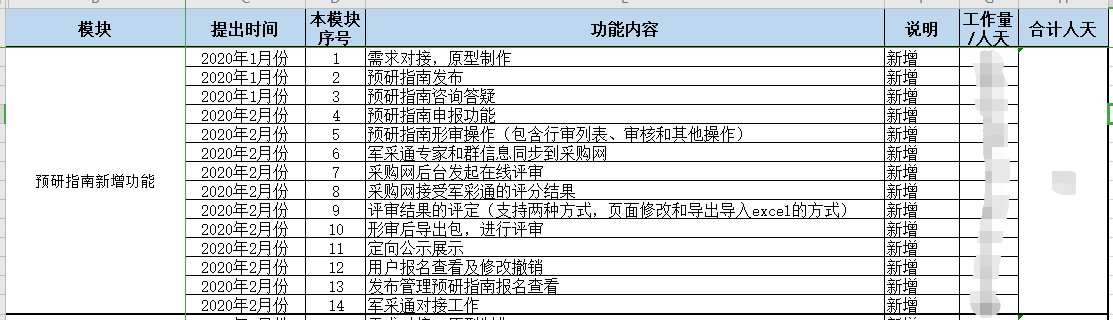 模块 提出时间 本模块序号 功能内容 说明 工作量/人天 合计人天
预研指南新增功能
2020年1月份 1 需求对接，原型制作 新增
2020年1月份 2 预研指南发布 新增
2020年1月份 3 预研指南咨询答疑 新增
2020年2月份 4 预研指南申报功能 新增
2020年2月份 5 预研指南形审操作（包含行审列表、审核和其他操作） 新增
2020年2月份 6 军采通专家和群信息同步到采购网 新增
2020年2月份 7 采购网后台发起在线评审 新增
2020年2月份 8 采购网接受军彩通的评分结果 新增
2020年2月份 9 评审结果的评定（支持两种方式，页面修改和导出导入excel的方式） 新增
2020年2月份 10 形审后导出包，进行评审 新增
2020年2月份 11 定向公示展示 新增
2020年2月份 12 用户报名查看及修改撤销 新增
2020年2月份 13 发布管理预研指南报名查看 新增
2020年2月份 14 军采通对接工作 新增